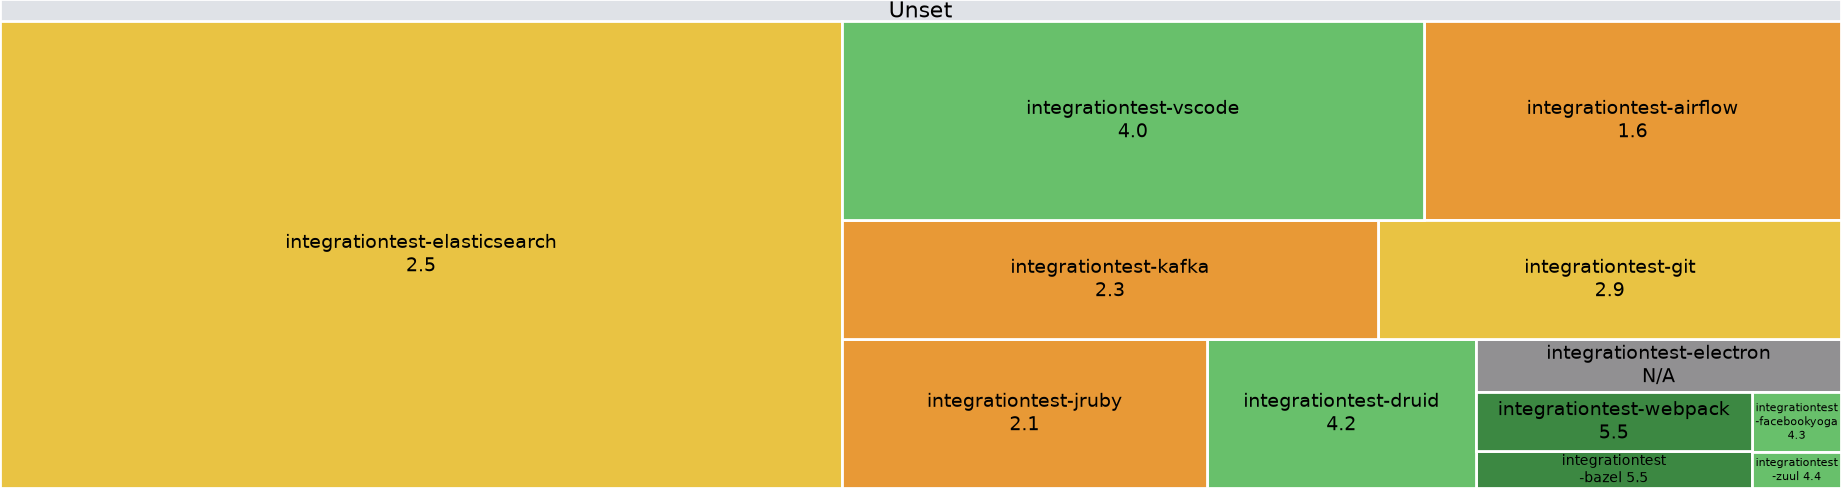 Unset
integrationtest-elasticsearch
2.5
integrationtest-vscode
4.0
integrationtest-airflow
1.6
integrationtest-kafka
2.3
integrationtest-git
2.9
integrationtest-jruby
2.1
integrationtest-druid
4.2
integrationtest-electron
N/A
integrationtest-webpack
5.5
integrationtest
-facebookyoga
4.3
integrationtest
-bazel 5.5
integrationtest
-zuul 4.4